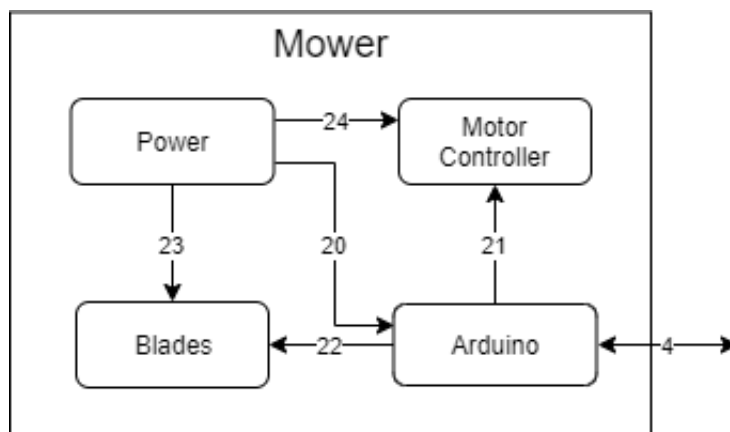 Mower
Power
24
Motor
Controller
23
20
21
Blades
22
Arduino
4